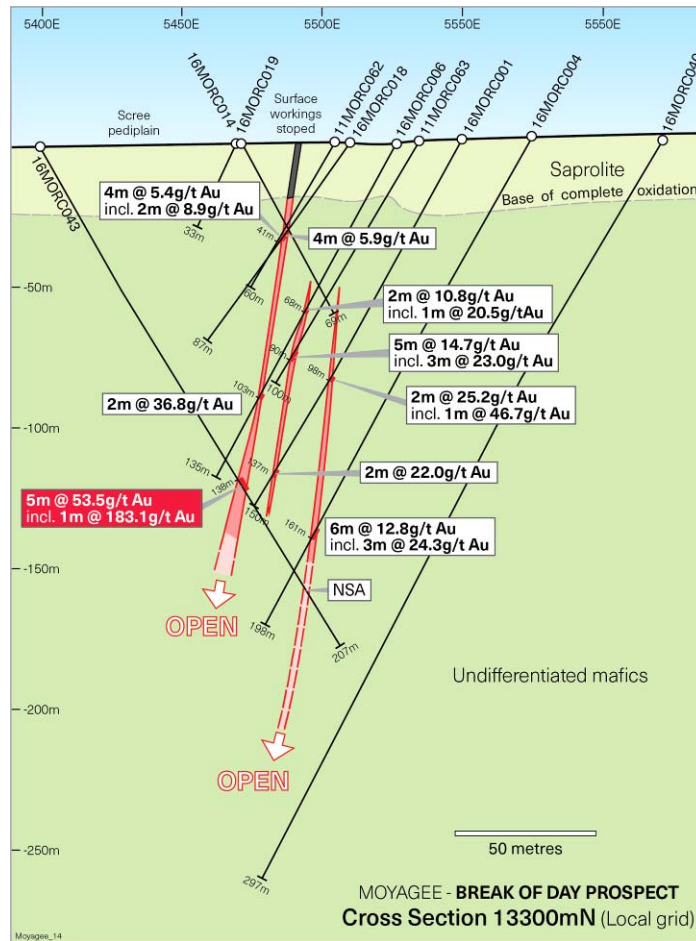 5400E
5450E
5500E
5550E
5550E
16MORC014
16MORC019
11MORC062
16MORC018
16MORC006
11MORC063
16MORC001
16MORC004
16MORC040
Scree
pediplain
Surface
workings
stoped
16MORC043
Saprolite
Base of complete oxidation
4m @ 5.4g/t Au
incl. 2m @ 8.9g/t Au
4m @ 5.9g/t Au
33m
41m
-50m
60m
68m
69m
2m @ 10.8g/t Au
incl. 1m @ 20.5g/tAu
87m
90m
5m @ 14.7g/t Au
incl. 3m @ 23.0g/t Au
98m
100m
103m
2m @ 36.8g/t Au
2m @ 25.2g/t Au
incl. 1m @ 46.7g/t Au
-100m
135m
137m
138m
2m @ 22.0g/t Au
5m @ 53.5g/t Au
incl. 1m @ 183.1g/t Au
150m
161m
6m @ 12.8g/t Au
incl. 3m @ 24.3g/t Au
-150m
NSA
OPEN
198m
207m
Undifferentiated mafics
-200m
OPEN
50 metres
-250m
297m
MOYAGEE - BREAK OF DAY PROSPECT
Cross Section 13300mN (Local grid)
Moyagee_14